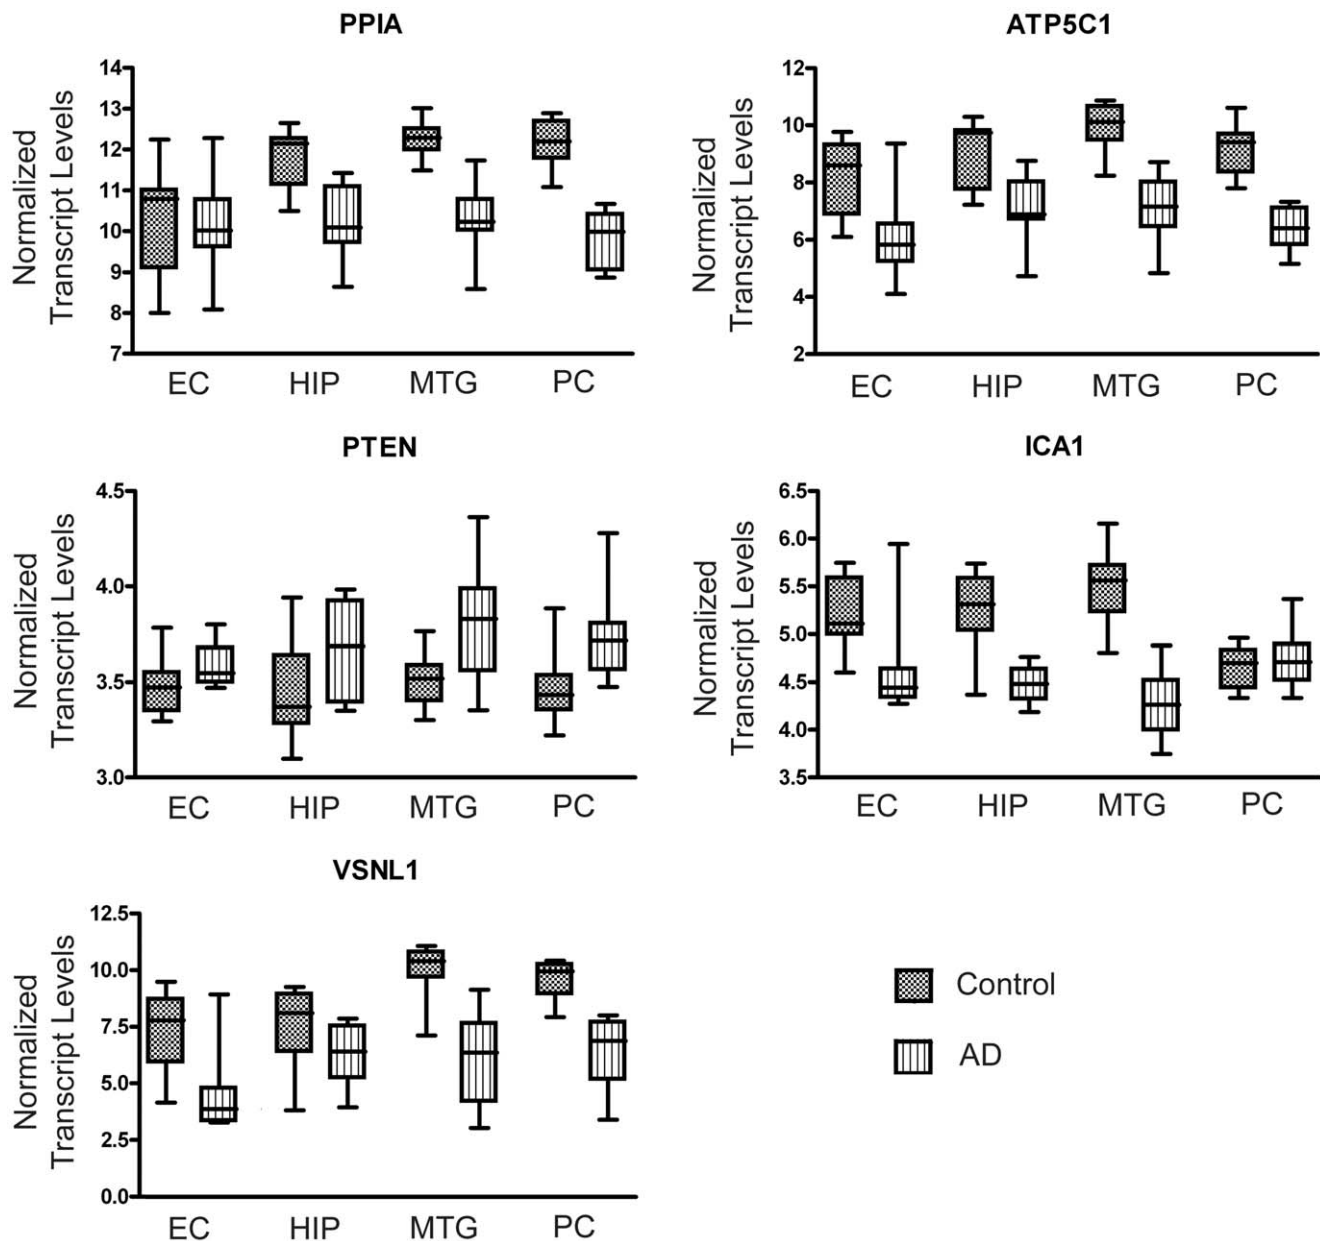 PPIA
Normalized
Transcript Levels
14
13
12
11
10
9
8
7
EC HIP MTG PC
ATP5C1
Normalized
Transcript Levels
12
10
8
6
4
2
EC HIP MTG PC
PTEN
Normalized
Transcript Levels
4.5
4.0
3.5
3.0
EC HIP MTG PC
ICA1
Normalized
Transcript Levels
6.5
6.0
5.5
5.0
4.5
4.0
3.5
EC HIP MTG PC
VSNL1
Normalized
Transcript Levels
12.5
10.0
7.5
5.0
2.5
0.0
EC HIP MTG PC
Control
AD